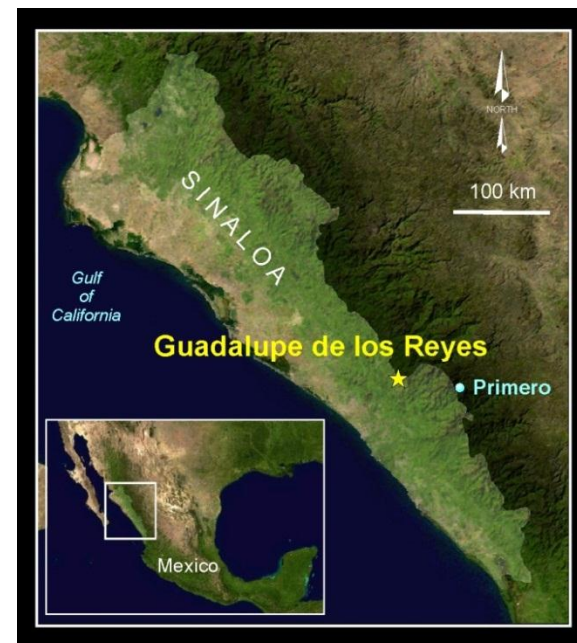 NORTH
100 km
SINALOA
Gulf
of
California
Guadalupe de los Reyes
Primero
Mexico